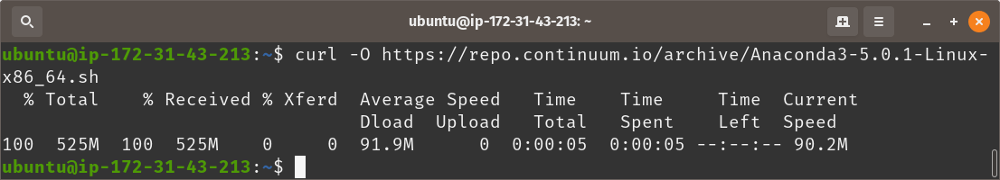 ubuntu@ip-172-31-43-213: ~
ubuntu@ip-172-31-43-213:~$ curl -O https://repo.continuum.io/archive/Anaconda3-5.0.1-Linux-
x86_64.sh
  % Total    % Received % Xferd  Average Speed   Time    Time     Time  Current
                                 Dload  Upload   Total   Spent    Left  Speed
100  525M  100  525M    0     0  91.9M      0  0:00:05  0:00:05 --:--:-- 90.2M
ubuntu@ip-172-31-43-213:~$